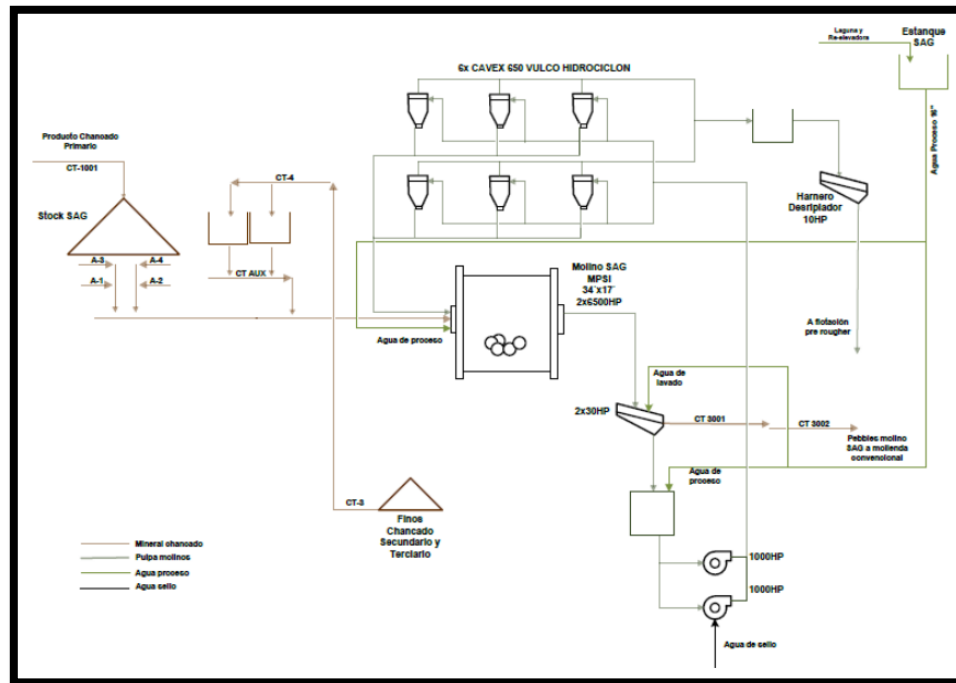 Laguna y
Re-elevadora
Estanque
SAG
6x CAVEX 650 VULCO HIDROCICLON
Agua Proceso 16"
Producto Chancado
Primario
CT-1001
CT-4
Stock SAG
Harnero
Desripiador
10HP
A-3
A-4
A-1
A-2
CT AUX
Molino SAG
MPSI
34´x17´
2x6500HP
Agua de proceso
A flotación
pre rougher
Agua de
lavado
2x30HP
CT 3001
CT 3002
Pebbles molino
SAG a molienda
convencional
Agua de
proceso
CT-3
Finos
Chancado
Secundario y
Terciario
Mineral chancado
Pulpa molinos
Agua proceso
Agua sello
1000HP
1000HP
Agua de sello